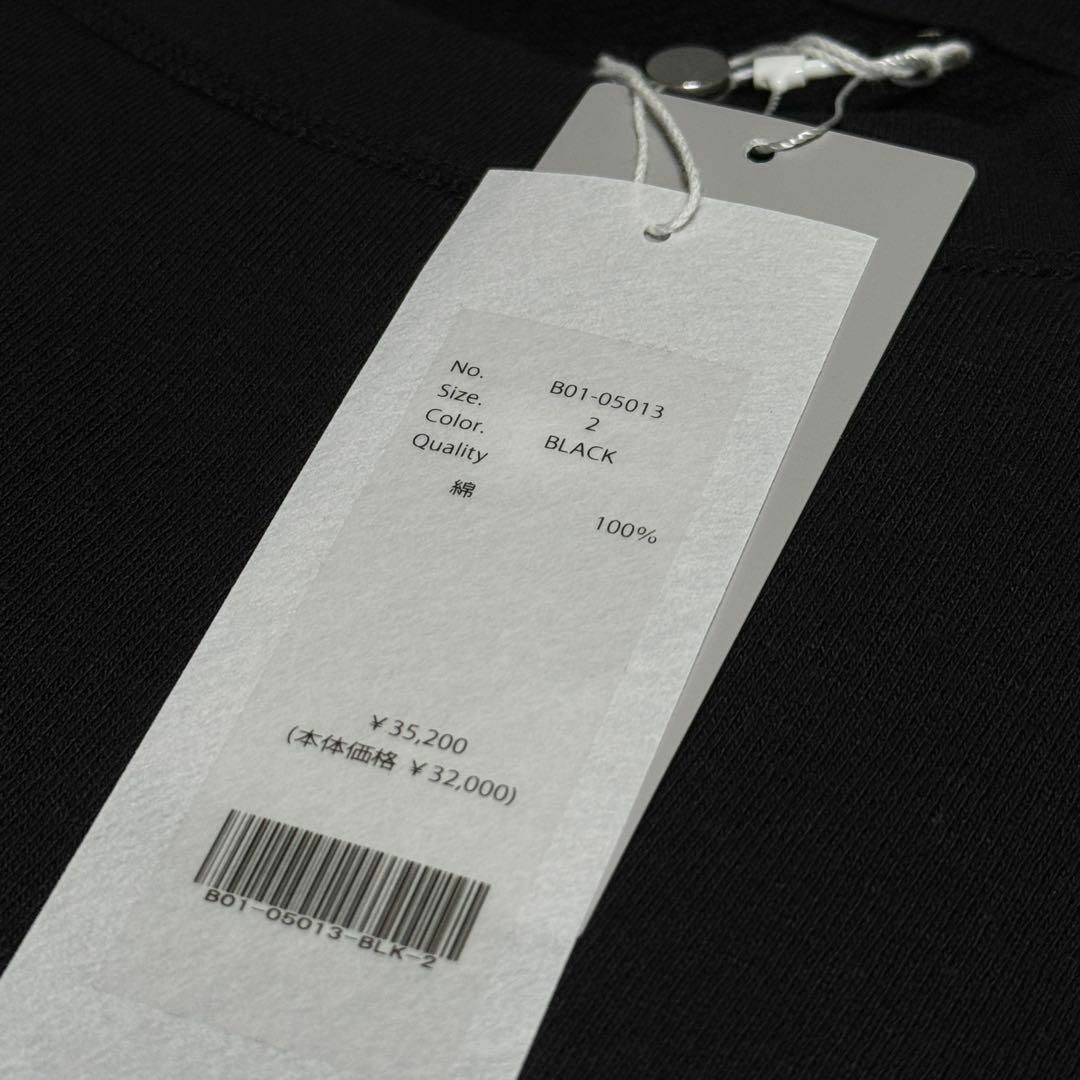 No. B01-05013
Size. 2
Color. BLACK
Quality
綿 100%
¥35,200
(本体価格 ¥32,000)
B01-05013-BLK-2